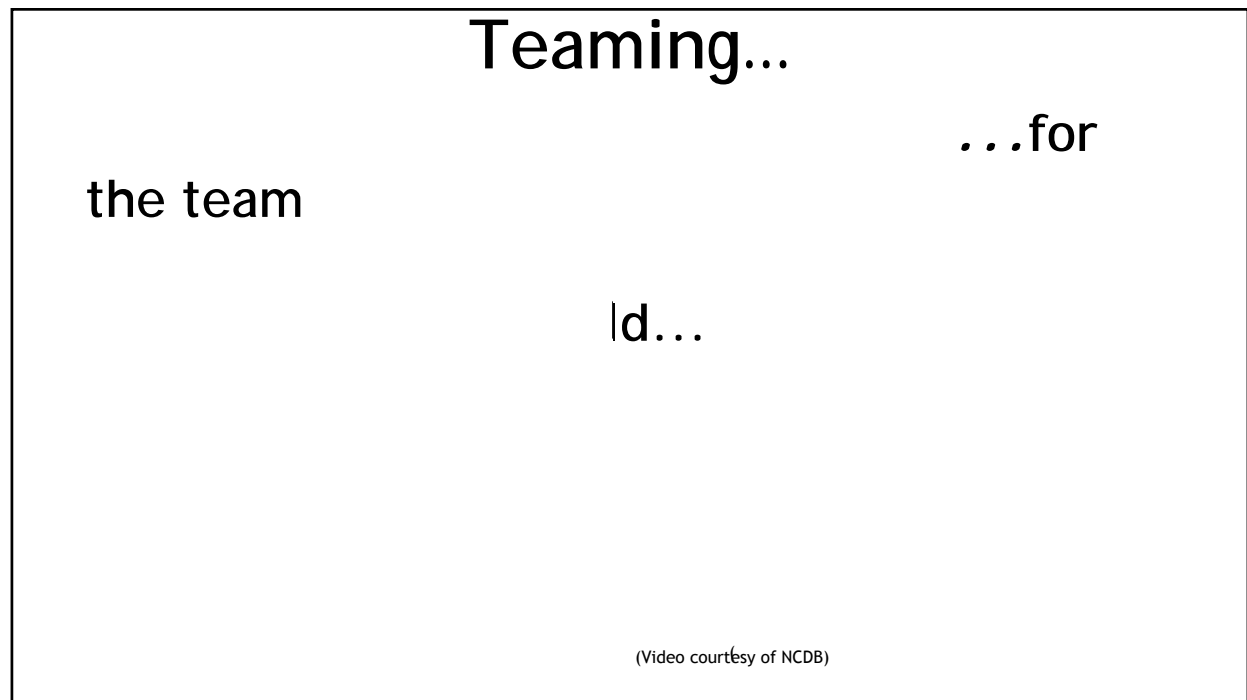 Teaming...
...for
the team
ld...
(Video courtesy of NCDB)